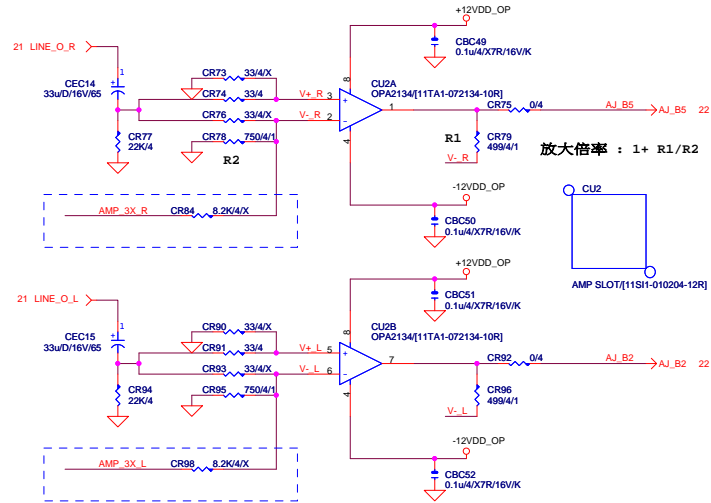 +12VDD_OP
21 LINE_O_R
CBC49
0.1u/4/X7R/16V/K
1
CEC14
33u/D/16V/65
CR73 33/4/X
CR74 33/4
CR76 33/4/X
CR78 750/4/1
R2
V+_R 3
V-_R 2
8
CU2A
OPA2134/[11TA1-072134-10R]
+
-
1
4
CR75 0/4
AJ_B5
AJ_B5 22
CR77
22K/4
R1
CR79
499/4/1
V-_R
放大倍率 : 1+ R1/R2
AMP_3X_R
CR84 8.2K/4/X
-12VDD_OP
CBC50
0.1u/4/X7R/16V/K
CU2
AMP SLOT/[11SI1-010204-12R]
+12VDD_OP
21 LINE_O_L
CBC51
0.1u/4/X7R/16V/K
1
CEC15
33u/D/16V/65
CR90 33/4/X
CR91 33/4
CR93 33/4/X
CR95 750/4/1
V+_L 5
V-_L 6
8
CU2B
OPA2134/[11TA1-072134-10R]
+
-
7
4
CR92 0/4
AJ_B2
AJ_B2 22
CR94
22K/4
CR96
499/4/1
V-_L
AMP_3X_L
CR98 8.2K/4/X
-12VDD_OP
CBC52
0.1u/4/X7R/16V/K